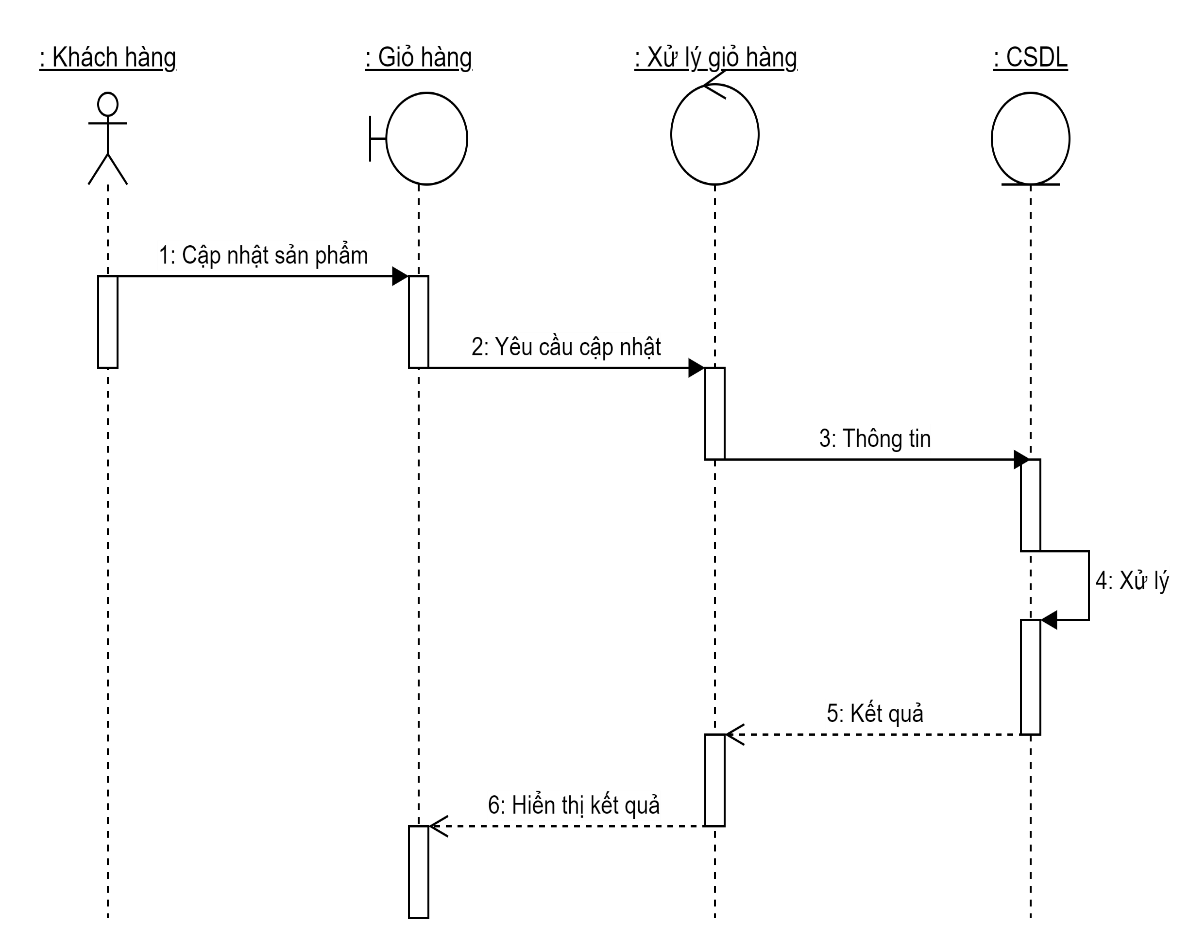 : Khách hàng
: Giỏ hàng
: Xử lý giỏ hàng
: CSDL
1: Cập nhật sản phẩm
2: Yêu cầu cập nhật
3: Thông tin
4: Xử lý
5: Kết quả
6: Hiển thị kết quả